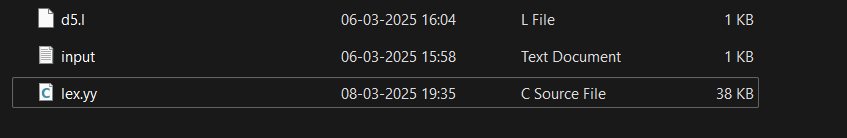 d5.l 06-03-2025 16:04 L File 1 KB
input 06-03-2025 15:58 Text Document 1 KB
C lex.yy 08-03-2025 19:35 C Source File 38 KB